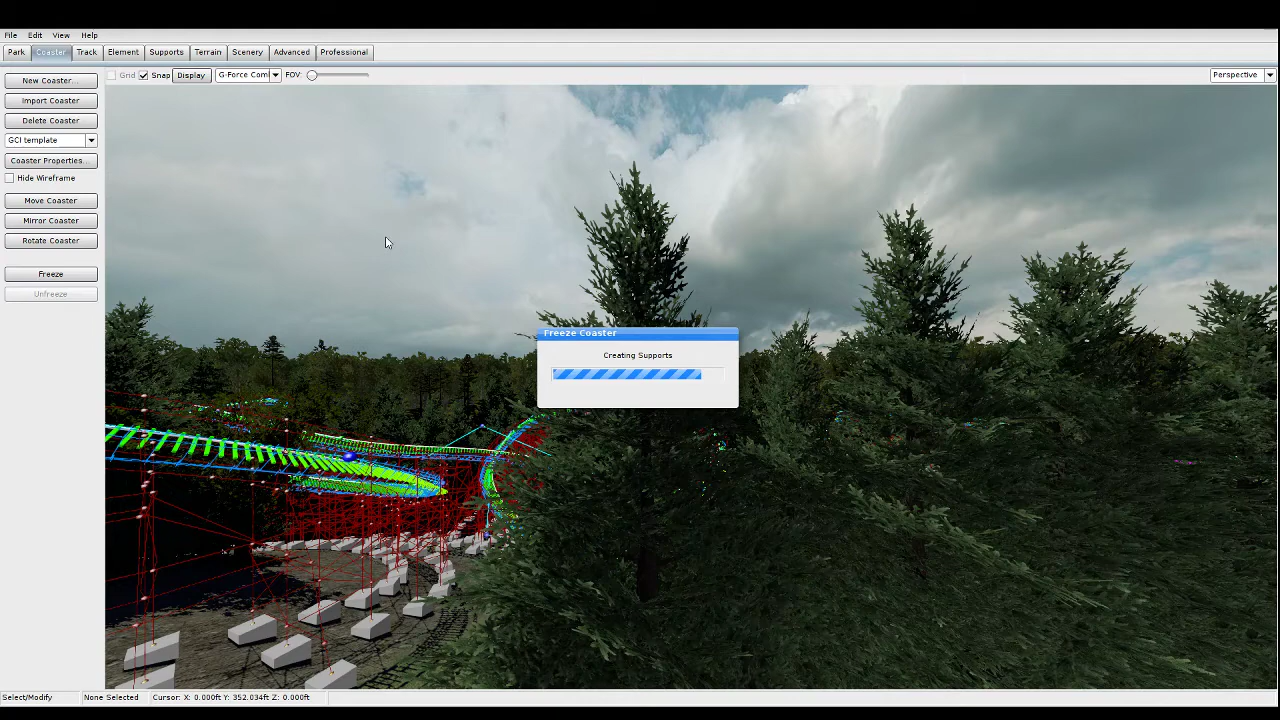 File Edit View Help
Park Coaster Track Element Supports Terrain Scenery Advanced Professional
Grid Snap Display G-Force Coml FOV: Perspective
New Coaster...
Import Coaster
Delete Coaster
GCI template
Coaster Properties...
Hide Wireframe
Move Coaster
Mirror Coaster
Rotate Coaster
Freeze
Unfreeze
Freeze Coaster
Creating Supports
Select/Modify None Selected Cursor: X: 0.000ft Y: 352.034ft Z: 0.000ft